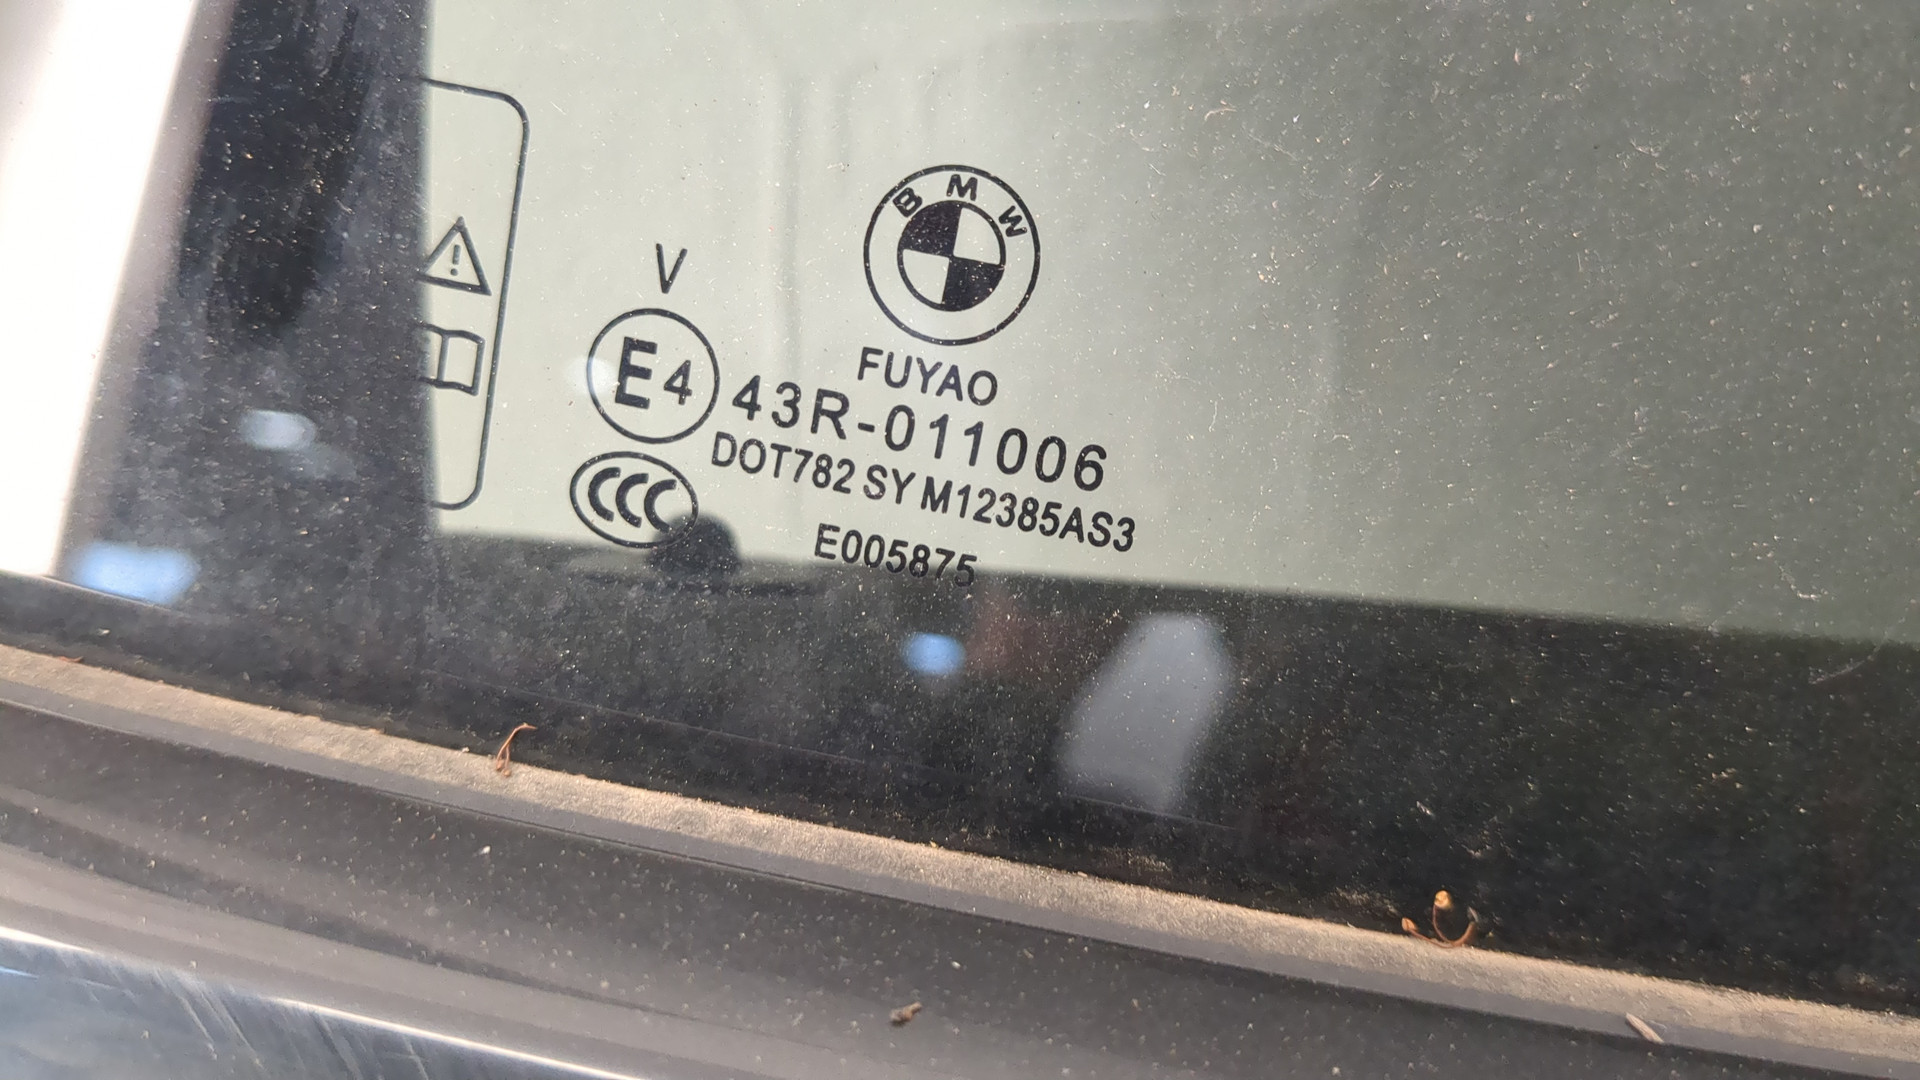 BMW
FUYAO
V
E4 43R-011006
DOT782 SY M12385AS3
CCC
E005875